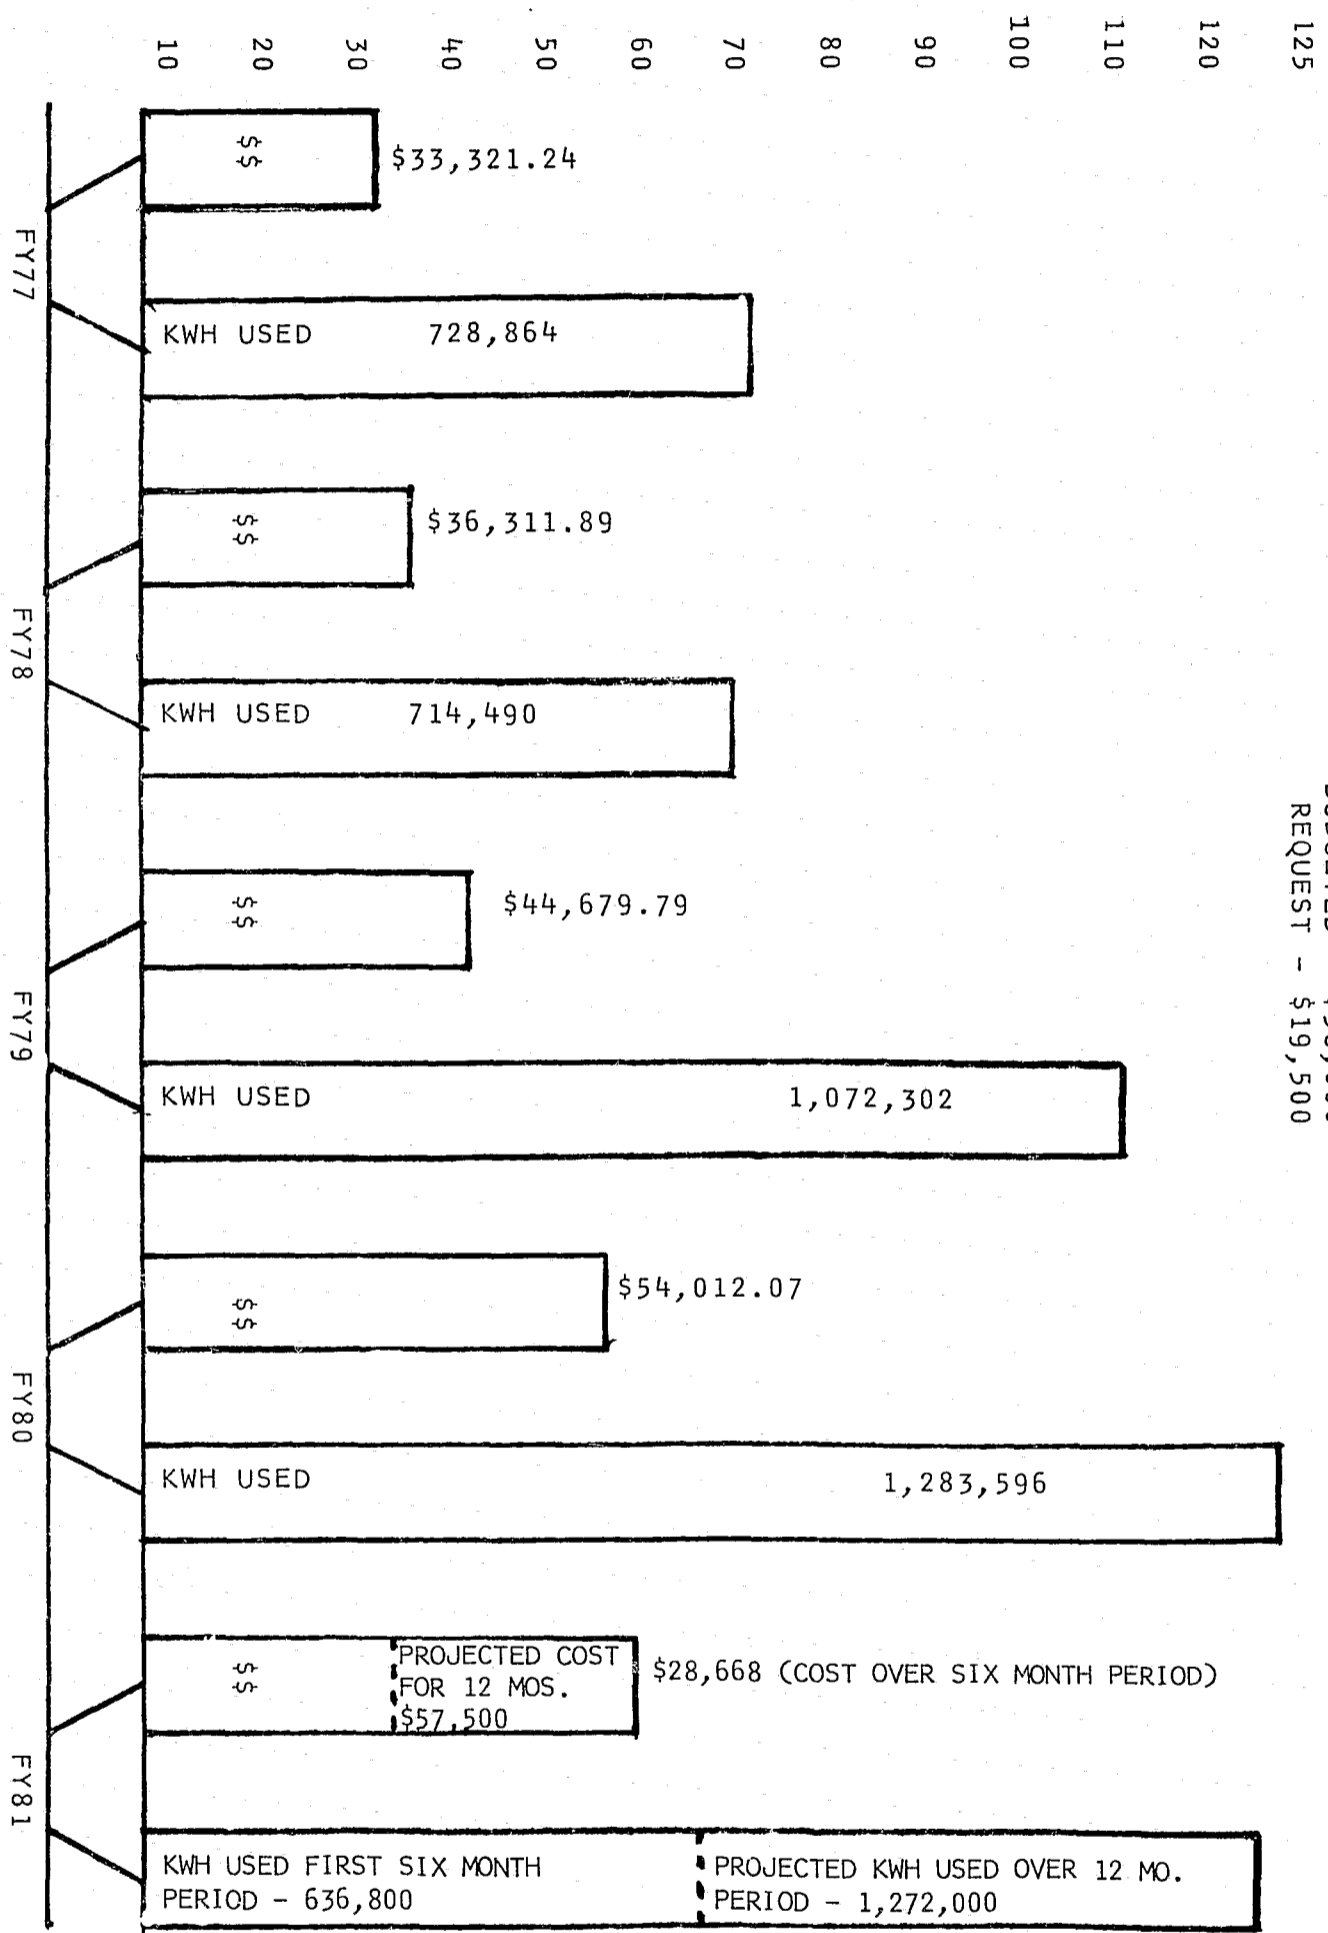 10 20 30 40 50 60 70 80 90 100 110 120 125
REQUEST - $19,500
FY77
$$
$33,321.24
KWH USED 728,864
FY78
$$
$36,311.89
KWH USED 714,490
FY79
$$
$44,679.79
KWH USED 1,072,302
FY80
$$
$54,012.07
KWH USED 1,283,596
FY81
$$
PROJECTED COST
FOR 12 MOS.
$57,500
$28,668 (COST OVER SIX MONTH PERIOD)
KWH USED FIRST SIX MONTH
PERIOD - 636,800
PROJECTED KWH USED OVER 12 MO.
PERIOD - 1,272,000